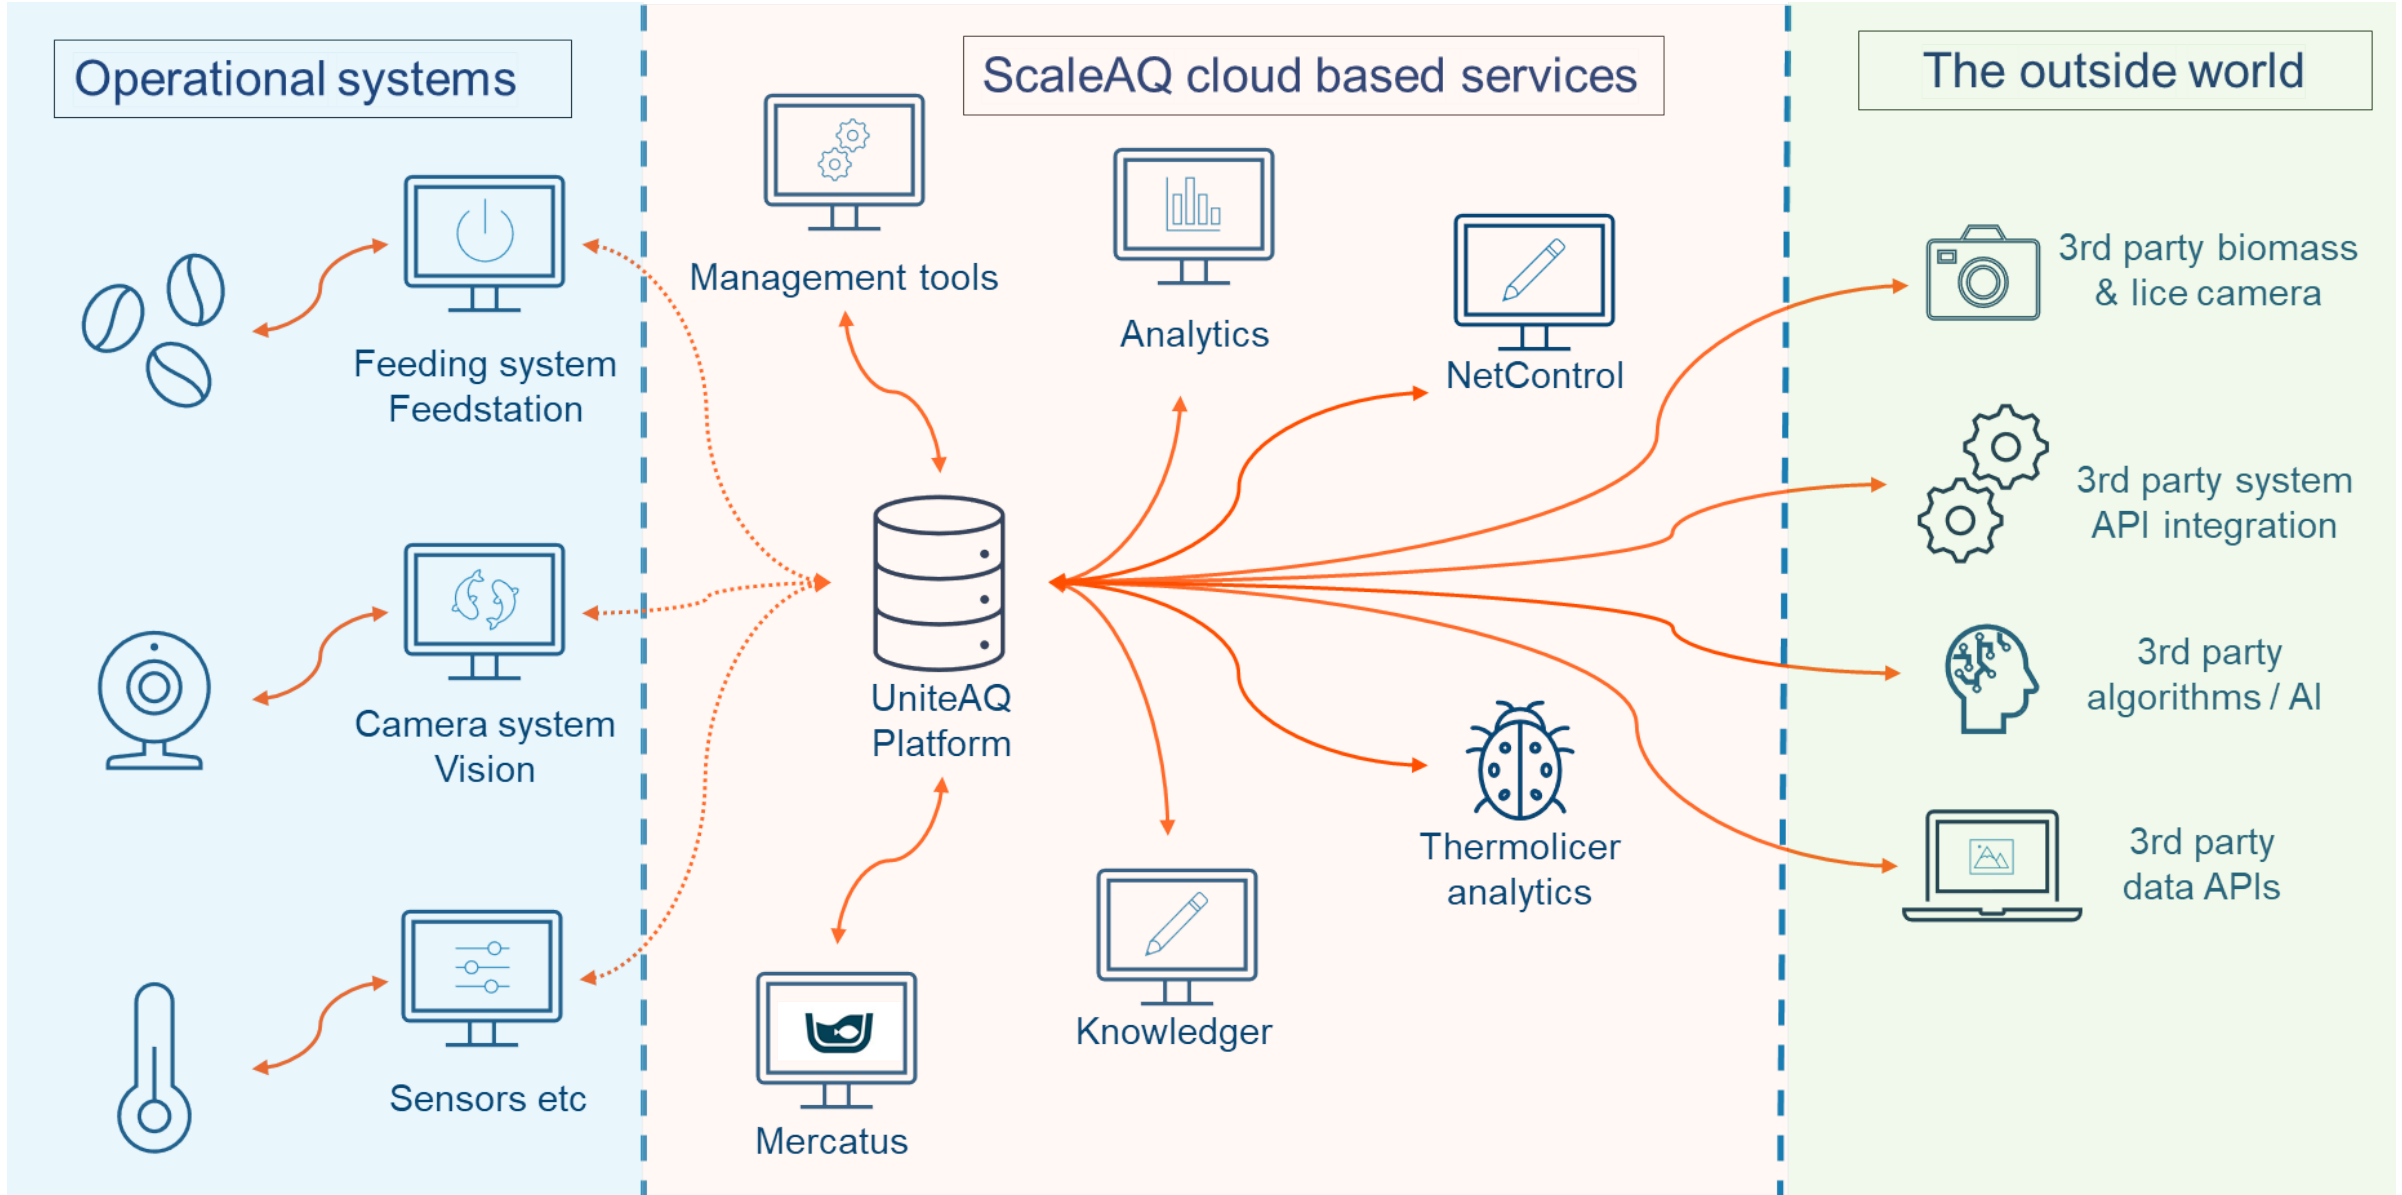 Operational systems
Feeding system
Feedstation
Camera system
Vision
Sensors etc
ScaleAQ cloud based services
Management tools
Analytics
NetControl
UniteAQ
Platform
Thermolicer
analytics
Knowledger
Mercatus
The outside world
3rd party biomass
& lice camera
3rd party system
API integration
3rd party
algorithms / AI
3rd party
data APIs